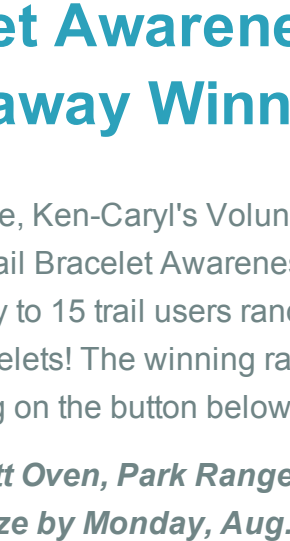 et Awarene
away Winn
e, Ken-Caryl's Volun
ail Bracelet Awarenes
y to 15 trail users rand
elets! The winning ra
g on the button below
tt Oven, Park Range
ze by Monday, Aug.